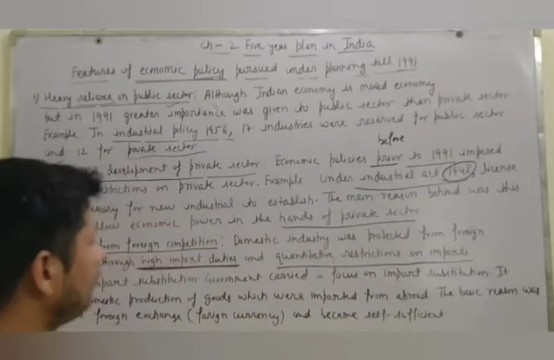 Ch-2 Five year plan in India
Features of economic policy pursued under planning till 1991
1) Heavy reliance on public sector: Although Indian economy is mixed economy
but in 1991 greater importance was given to public sector than private sector
Example. In industrial policy 1956, 17 industries were reserved for public sector
and 12 for private sector
before
development of private sector. Economic policies prior to 1991 imposed
restrictions on private sector. Example Under industrial act 1948, license
for new industrial to establish. The main reason behind was this
economic power in the hands of private sector
from foreign competition: Domestic industry was protected from foreign
through high import duties and quantitative restrictions on imports
import substitution Government carried a focus on import substitution. It
domestic production of goods which were imported from abroad. The basic reason was
foreign exchange (forign currency) and became self-sufficient